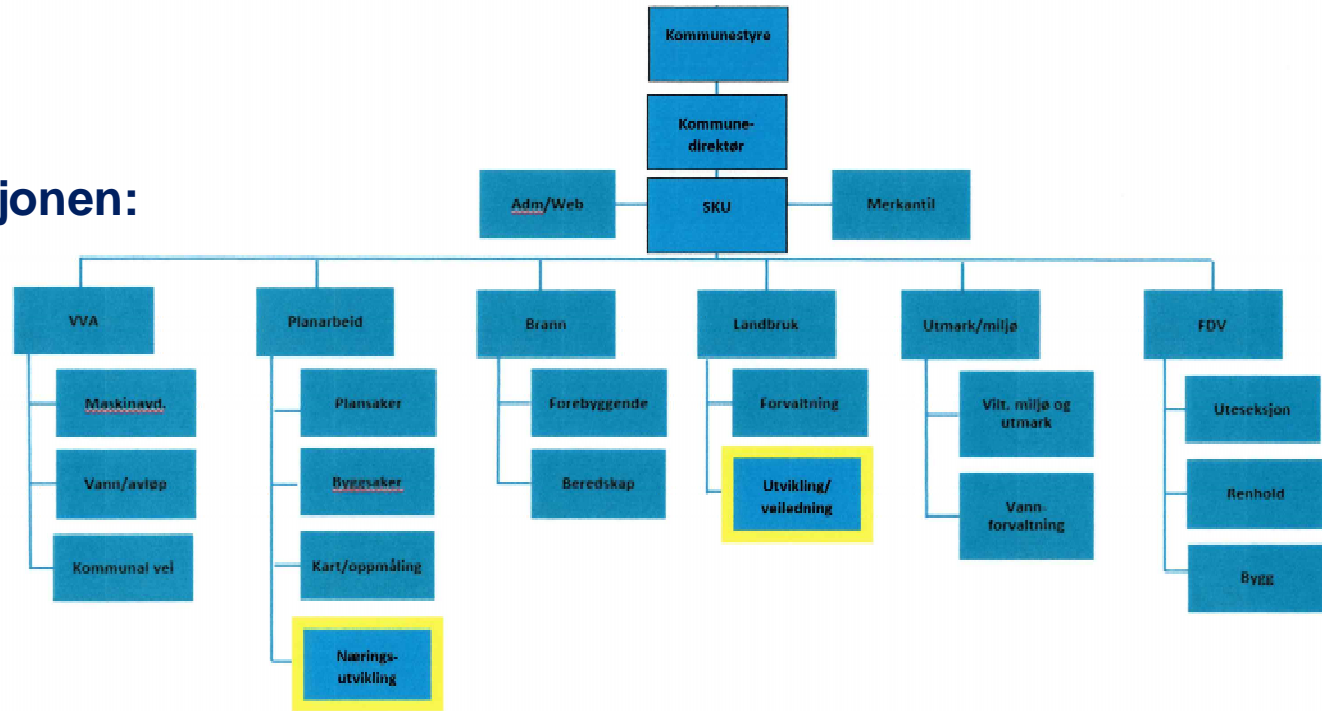 Kommunestyre
Kommune-
direktør
jonen:
Adm/Web
SKU
Merkantil
VVA
Planarbeid
Brann
Landbruk
Utmark/miljø
FDV
Maskinavd.
Plansaker
Forebyggende
Forvaltning
Vilt, miljø og
utmark
Uteseksjon
Vann/avløp
Byggsaker
Beredskap
Utvikling/
veiledning
Vann-
forvaltning
Renhold
Kommunal vei
Kart/oppmåling
Bygg
Nærings-
utvikling